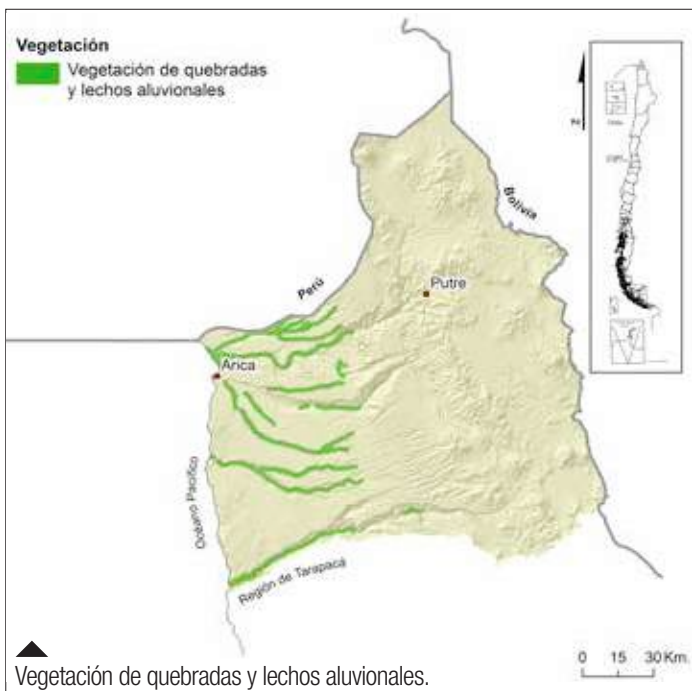 Vegetación
Vegetación de quebradas
y lechos aluvionales
Bolivia
Putre
Perú
Arica
Océano Pacífico
Región de Tarapacá
0 15 30 Km.
Vegetación de quebradas y lechos aluvionales.